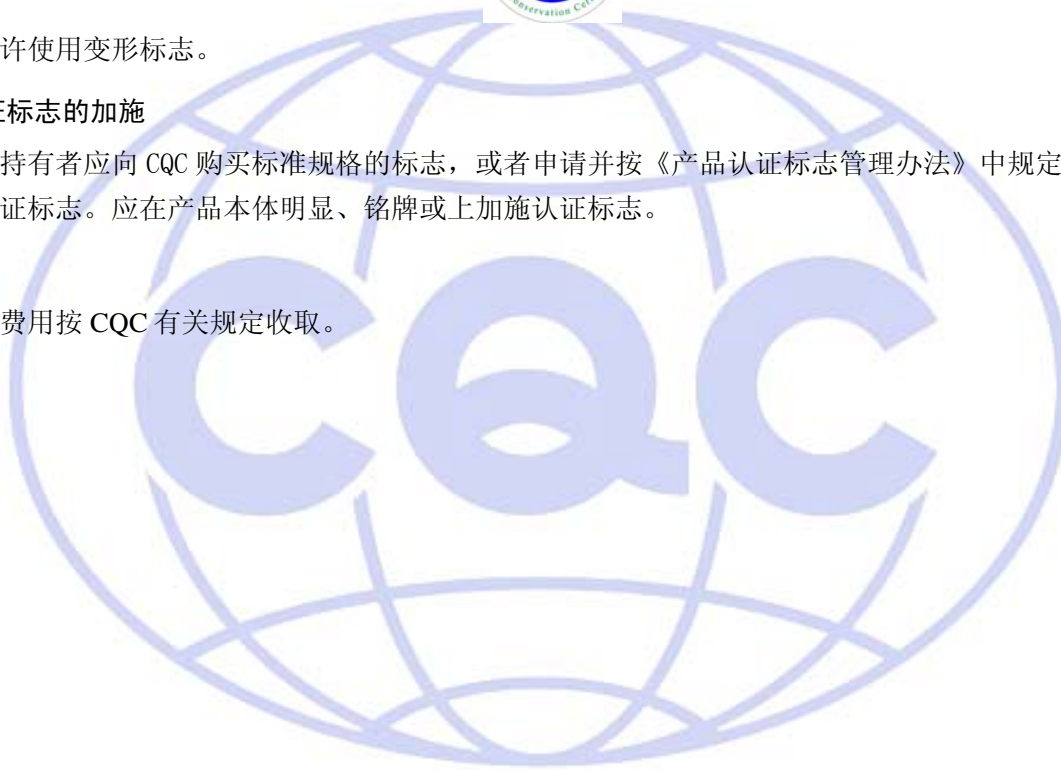 onservation Cer
许使用变形标志。
标志的加施
持有者应向 CQC 购买标准规格的标志，或者申请并按《产品认证标志管理办法》中规定
证标志。应在产品本体明显、铭牌或上加施认证标志。
费用按 CQC 有关规定收取。
CQC